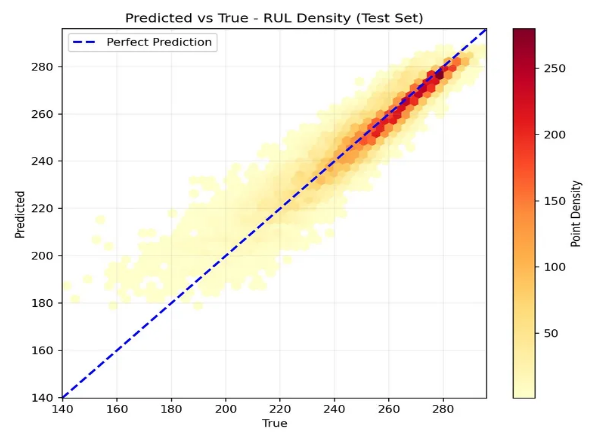 Predicted vs True - RUL Density (Test Set)
Perfect Prediction
280
260
240
220
200
180
160
140
Predicted
140 160 180 200 220 240 260 280
True
250
200
150
100
50
Point Density